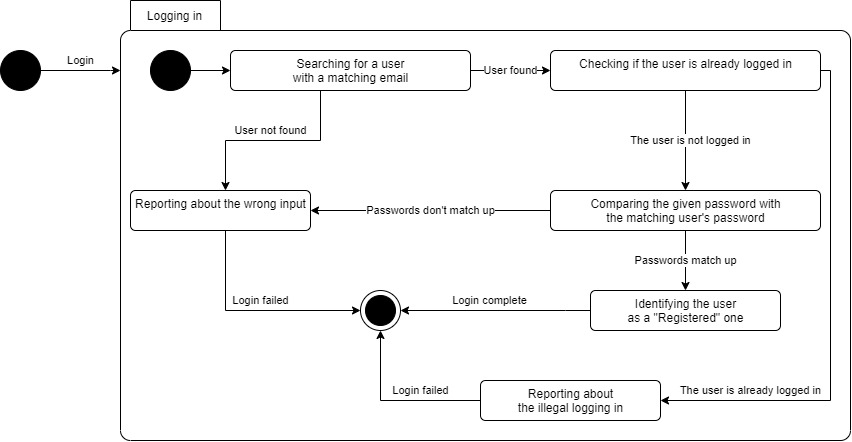 Logging in
Login
Searching for a user
with a matching email
User found
Checking if the user is already logged in
User not found
The user is not logged in
Reporting about the wrong input
Passwords don't match up
Comparing the given password with
the matching user's password
Passwords match up
Login failed
Login complete
Identifying the user
as a "Registered" one
Login failed
Reporting about
the illegal logging in
The user is already logged in